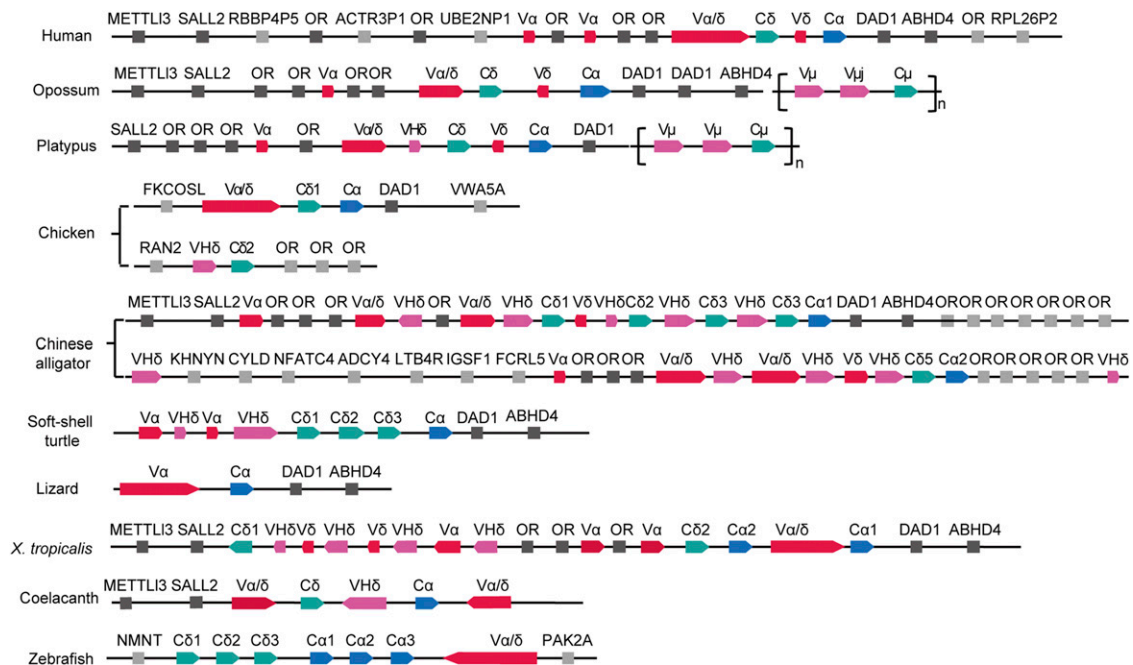 METTLI3 SALL2 RBBP4P5 OR ACTR3P1 OR UBE2NP1 Vα OR Vα OR OR Vα/δ Cδ Vδ Cα DAD1 ABHD4 OR RPL26P2
Human
METTLI3 SALL2 OR OR Vα OR OR Vα/δ Cδ Vδ Cα DAD1 DAD1 ABHD4 Vμ Vμj Cμ
Opossum
n
SALL2 OR OR OR Vα OR Vα/δ VHδ Cδ Vδ Cα DAD1 Vμ Vμ Cμ
Platypus
n
FKCOSL Vα/δ Cδ1 Cα DAD1 VWA5A
Chicken
RAN2 VHδ Cδ2 OR OR OR
METTLI3 SALL2 Vα OR OR OR Vα/δ VHδ OR Vα/δ VHδ Cδ1 Vδ VHδ Cδ2 VHδ Cδ3 VHδ Cδ3 Cα1 DAD1 ABHD4 OR OR OR OR OR OR OR
Chinese
alligator
VHδ KHNYN CYLD NFATC4 ADCY4 LTB4R IGSF1 FCRL5 Vα OR OR OR Vα/δ VHδ Vα/δ VHδ Vδ VHδ Cδ5 Cα2 OR OR OR OR OR VHδ
Vα VHδ Vα VHδ Cδ1 Cδ2 Cδ3 Cα DAD1 ABHD4
Soft-shell
turtle
Vα Cα DAD1 ABHD4
Lizard
METTLI3 SALL2 Cδ1 VHδ Vδ VHδ Vδ VHδ Vα VHδ OR OR Vα OR Vα Cδ2 Cα2 Vα/δ Cα1 DAD1 ABHD4
X. tropicalis
METTLI3 SALL2 Vα/δ Cδ VHδ Cα Vα/δ
Coelacanth
NMNT Cδ1 Cδ2 Cδ3 Cα1 Cα2 Cα3 Vα/δ PAK2A
Zebrafish